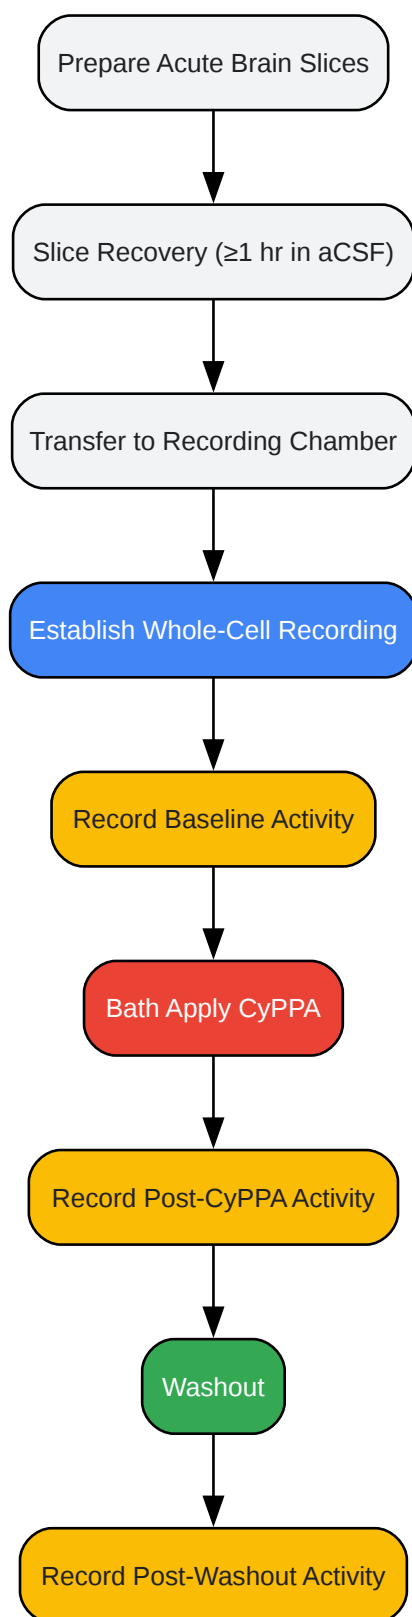 Prepare Acute Brain Slices
Slice Recovery (≥1 hr in aCSF)
Transfer to Recording Chamber
Establish Whole-Cell Recording
Record Baseline Activity
Bath Apply CyPPA
Record Post-CyPPA Activity
Washout
Record Post-Washout Activity